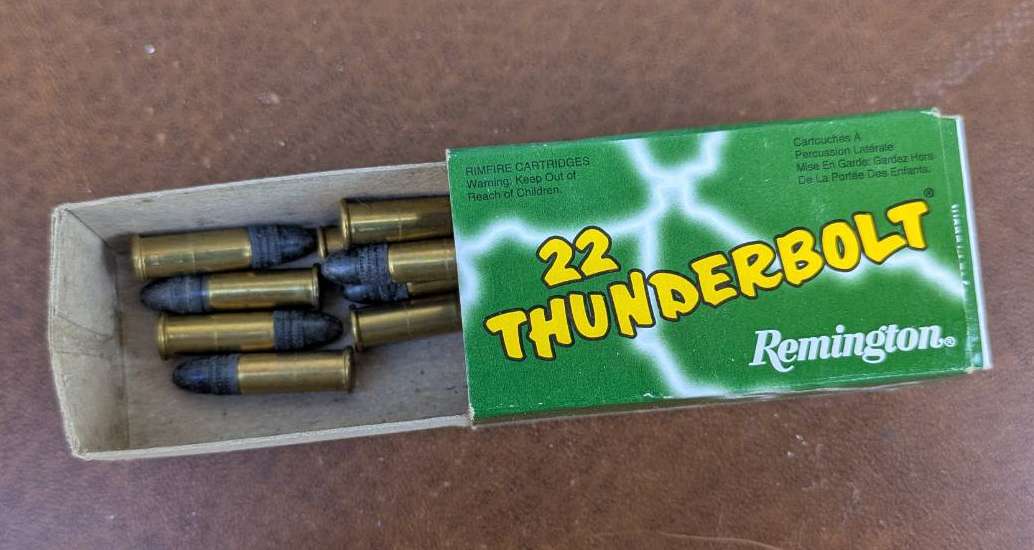 RIMFIRE CARTRIDGES
Warning: Keep Out of
Reach of Children.
Cartouches À
Percussion Latérale
Mise En Garde: Gardez Hors
De La Portée Des Enfants.
22
THUNDERBOLT®
Remington®